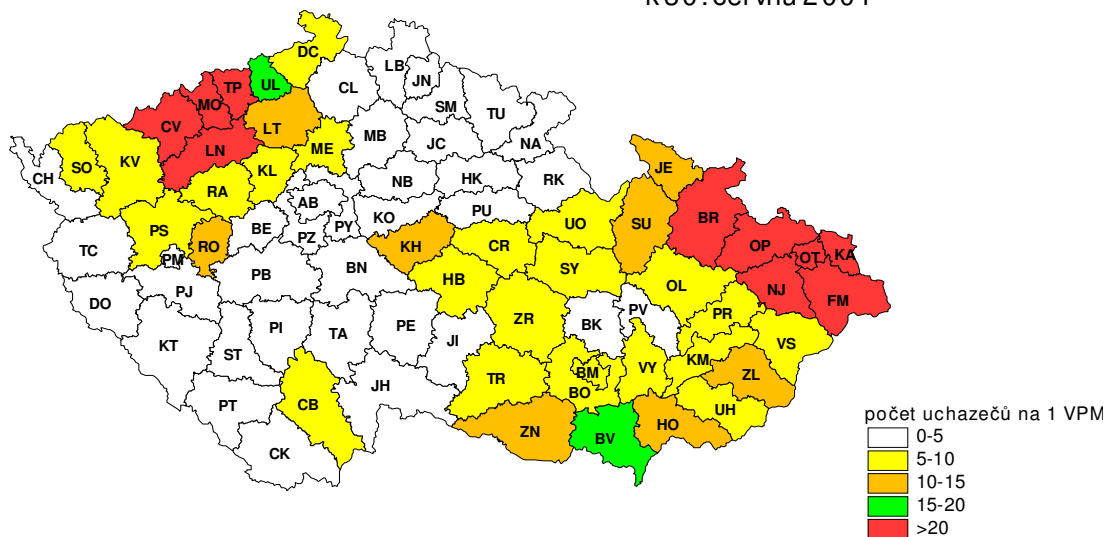 k 30. června 2001
DC
LB
JN
TP
UL
CL
SM
TU
MO
CV
LT
MB
JC
NA
LN
ME
SO
KV
KL
CH
RA
NB
HK
RK
JE
AB
KO
PU
PS
BE
PZ
PY
UO
SU
BR
TC
RO
KH
CR
OP
PM
OT
KA
BN
SY
PB
HB
OL
NJ
FM
DO
PJ
PV
PR
ZR
BK
KT
ST
PI
TA
PE
JI
VS
KM
TR
BM
VY
ZL
JH
BO
PT
CB
UH
ZN
BV
HO
CK
počet uchazečů na 1 VPM
0-5
5-10
10-15
15-20
>20